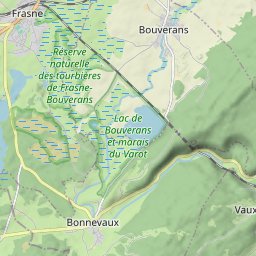 Frasne
Bouverans
Réserve
naturelle
des tourbières
de Frasne-
Bouverans
Lac de
Bouverans
et marais
du Varot
Bonnevaux
Vaux